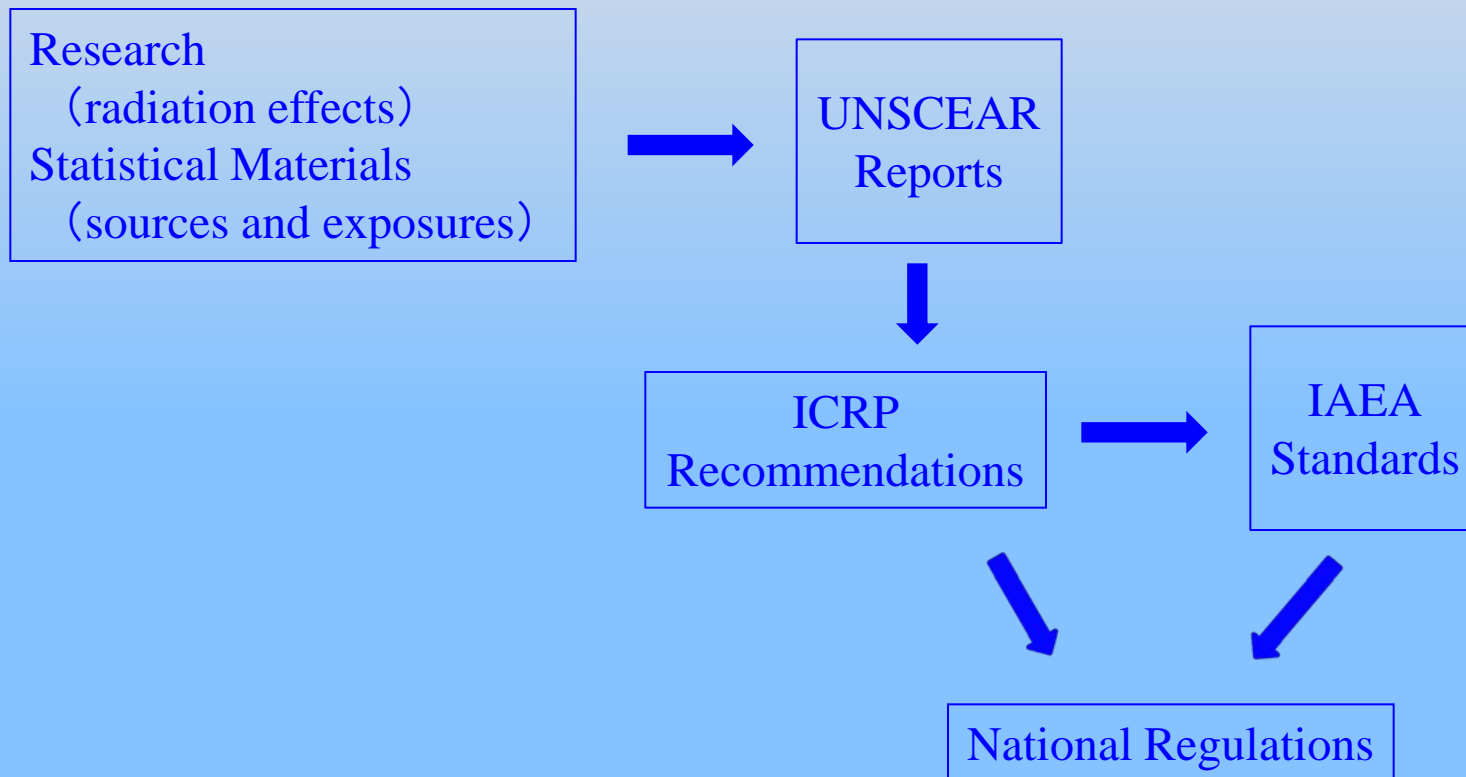 Research
（radiation effects）
Statistical Materials
（sources and exposures）
UNSCEAR
Reports
ICRP
Recommendations
IAEA
Standards
National Regulations